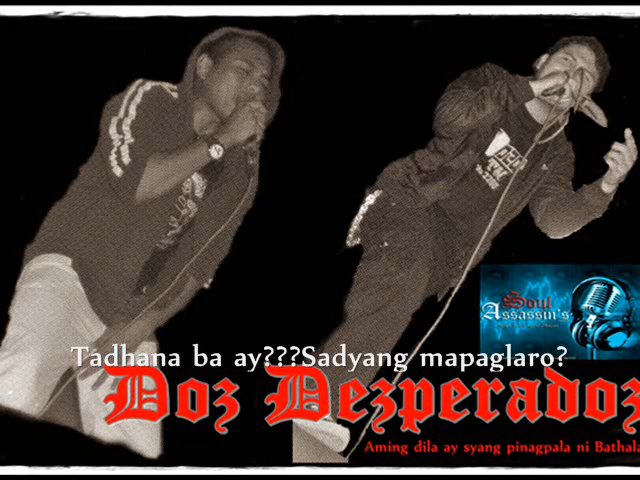 Soul
Assassin's
Tadhana ba ay???Sadyang mapaglaro?
Doz Dezperadoz
Aming dila ay syang pinagpala ni Bathala